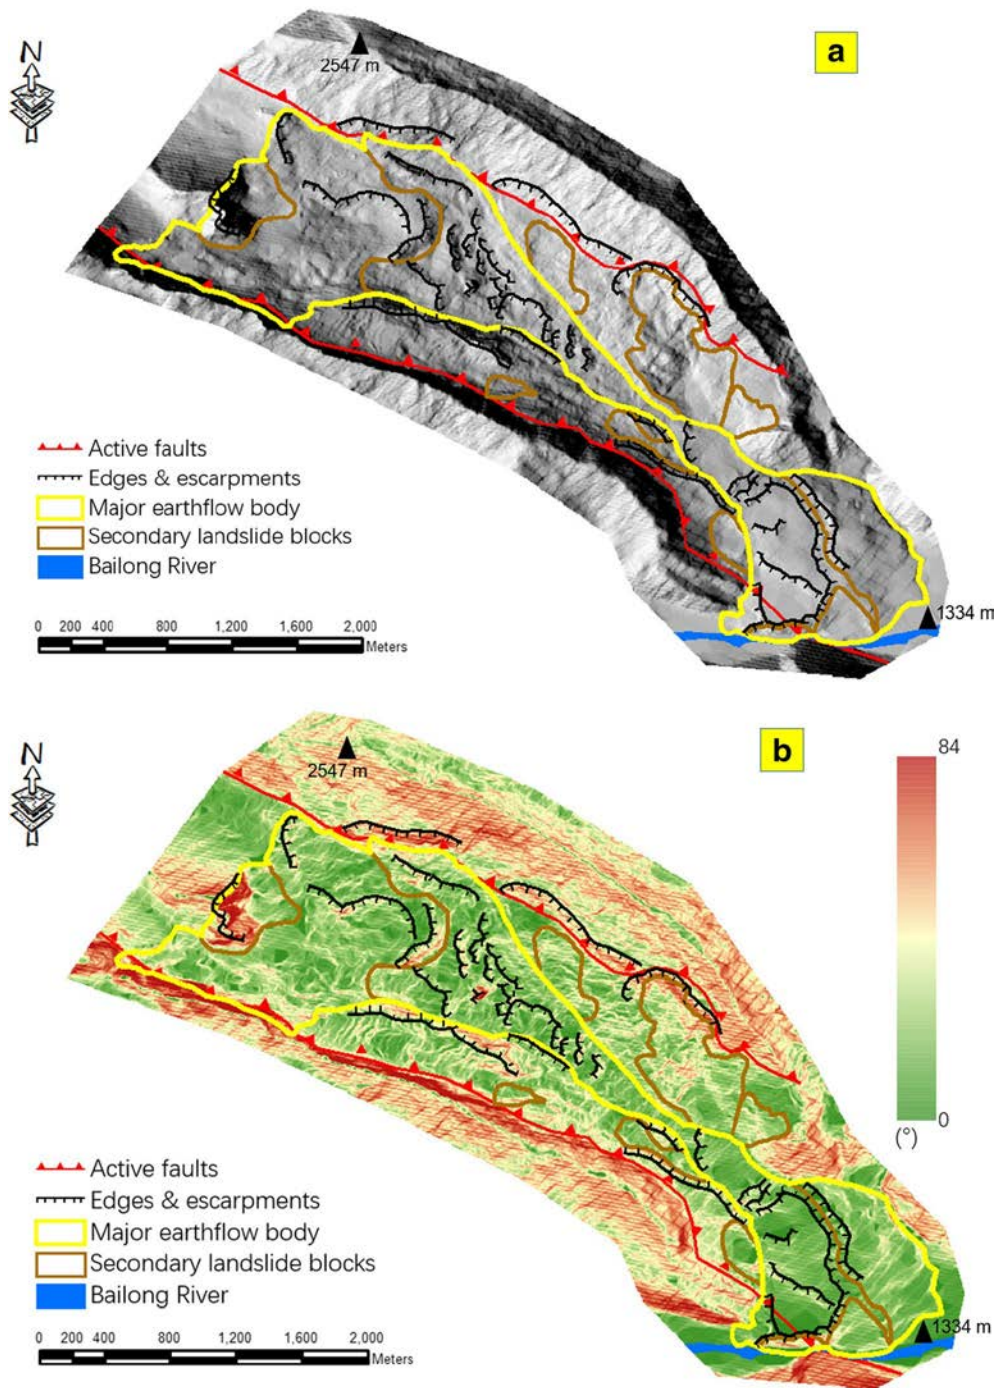 a
N
2547 m
Active faults
Edges & escarpments
Major earthflow body
Secondary landslide blocks
Bailong River
0 200 400 800 1,200 1,600 2,000
Meters
1334 m
b
N
2547 m
84
0
(°)
Active faults
Edges & escarpments
Major earthflow body
Secondary landslide blocks
Bailong River
0 200 400 800 1,200 1,600 2,000
Meters
1334 m